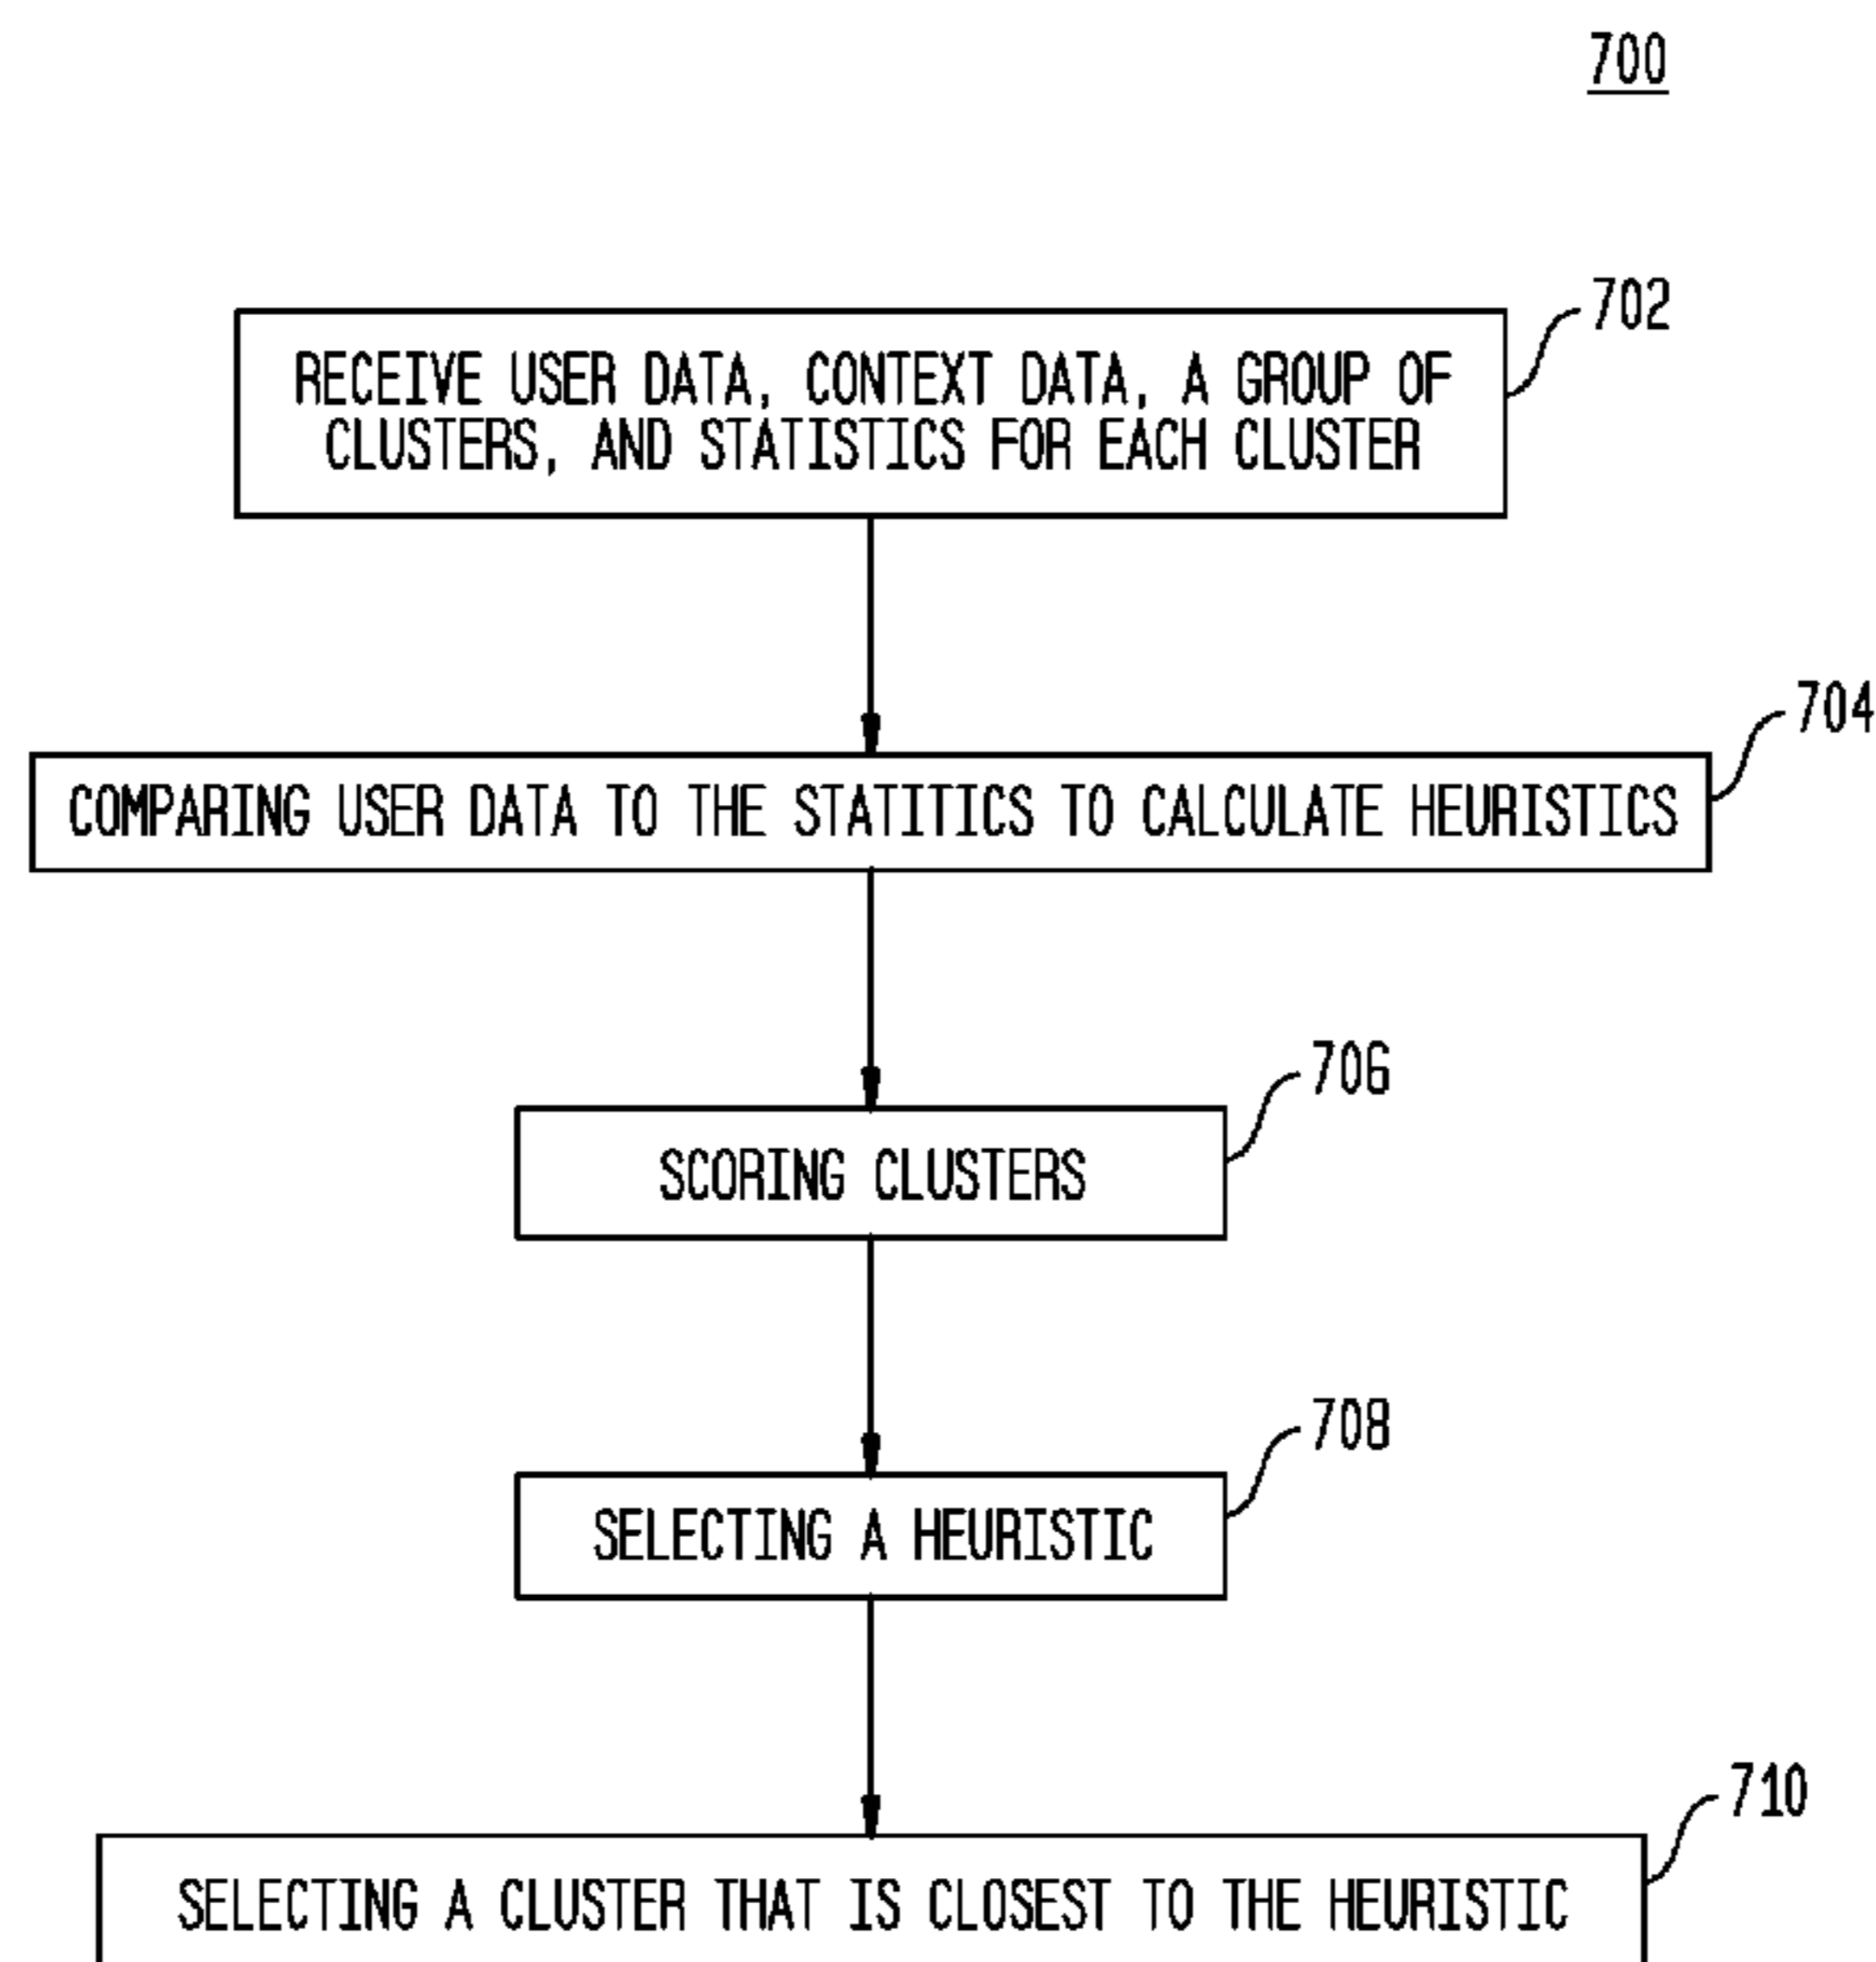 700
702
RECEIVE USER DATA, CONTEXT DATA, A GROUP OF
CLUSTERS, AND STATISTICS FOR EACH CLUSTER
704
COMPARING USER DATA TO THE STATITICS TO CALCULATE HEURISTICS
706
SCORING CLUSTERS
708
SELECTING A HEURISTIC
710
SELECTING A CLUSTER THAT IS CLOSEST TO THE HEURISTIC